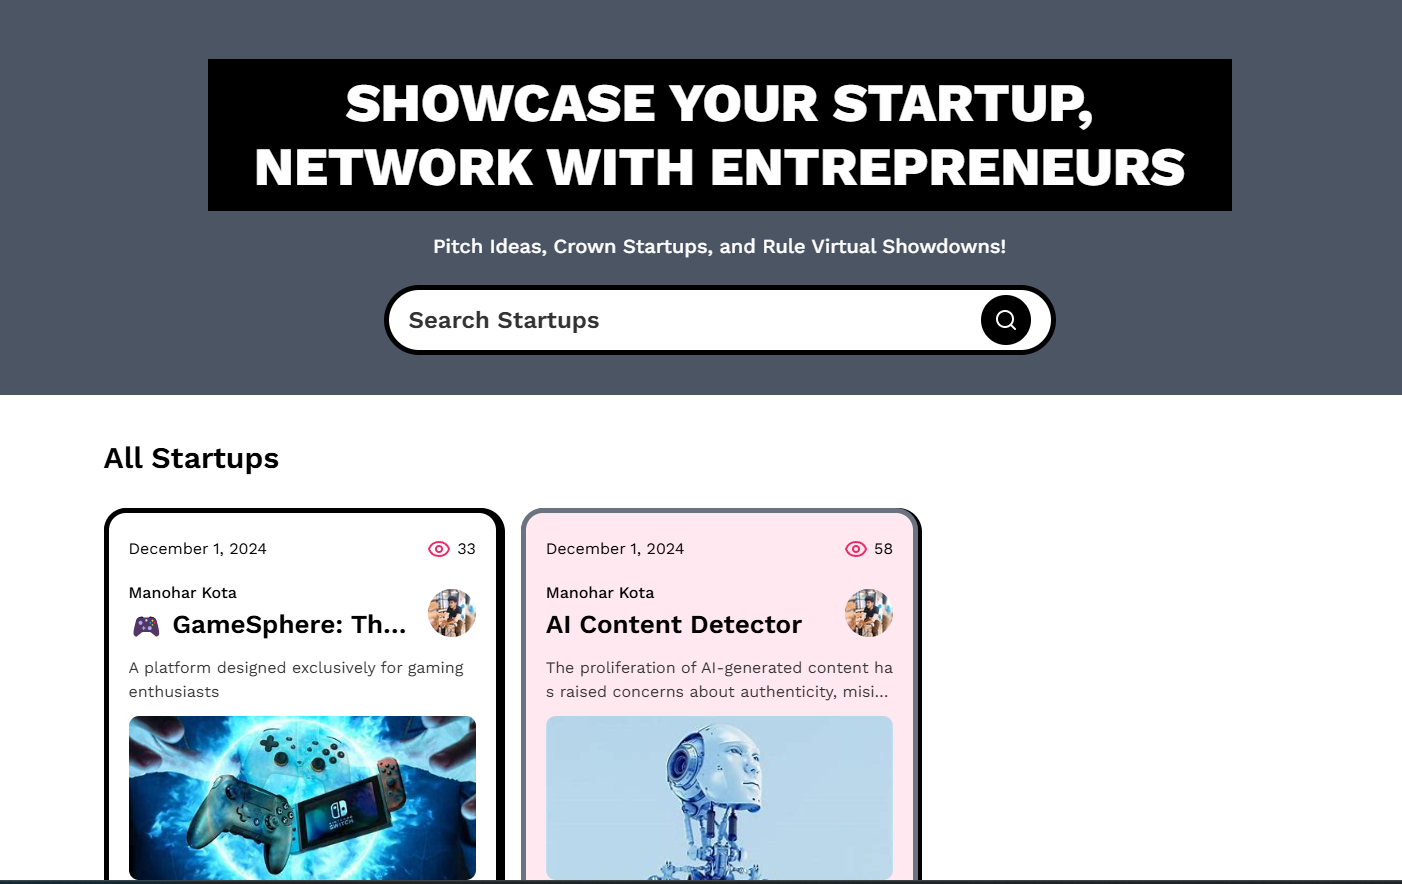 SHOWCASE YOUR STARTUP,
NETWORK WITH ENTREPRENEURS
Pitch Ideas, Crown Startups, and Rule Virtual Showdowns!
Search Startups
All Startups
December 1, 2024 33
Manohar Kota
🎮 GameSphere: Th...
A platform designed exclusively for gaming
enthusiasts
SWITCH
December 1, 2024 58
Manohar Kota
AI Content Detector
The proliferation of AI-generated content ha
s raised concerns about authenticity, misi...